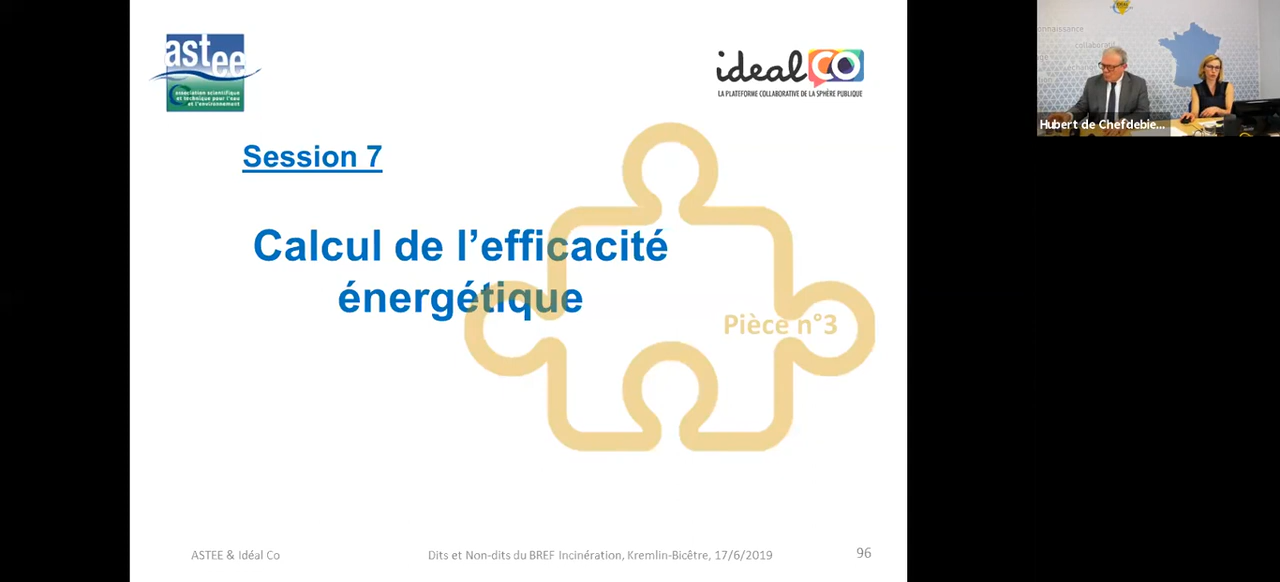 astee
association scientifique
et technique pour l'eau
et l'environnement
idealCO
LA PLATEFORME COLLABORATIVE DE LA SPHÈRE PUBLIQUE
Session 7
Calcul de l'efficacité
énergétique
Pièce n°3
ASTEE & Idéal Co
Dits et Non-dits du BREF Incinération, Kremlin-Bicêtre, 17/6/2019
96
connaissance
collaboratif
Hubert de Chefdebie...